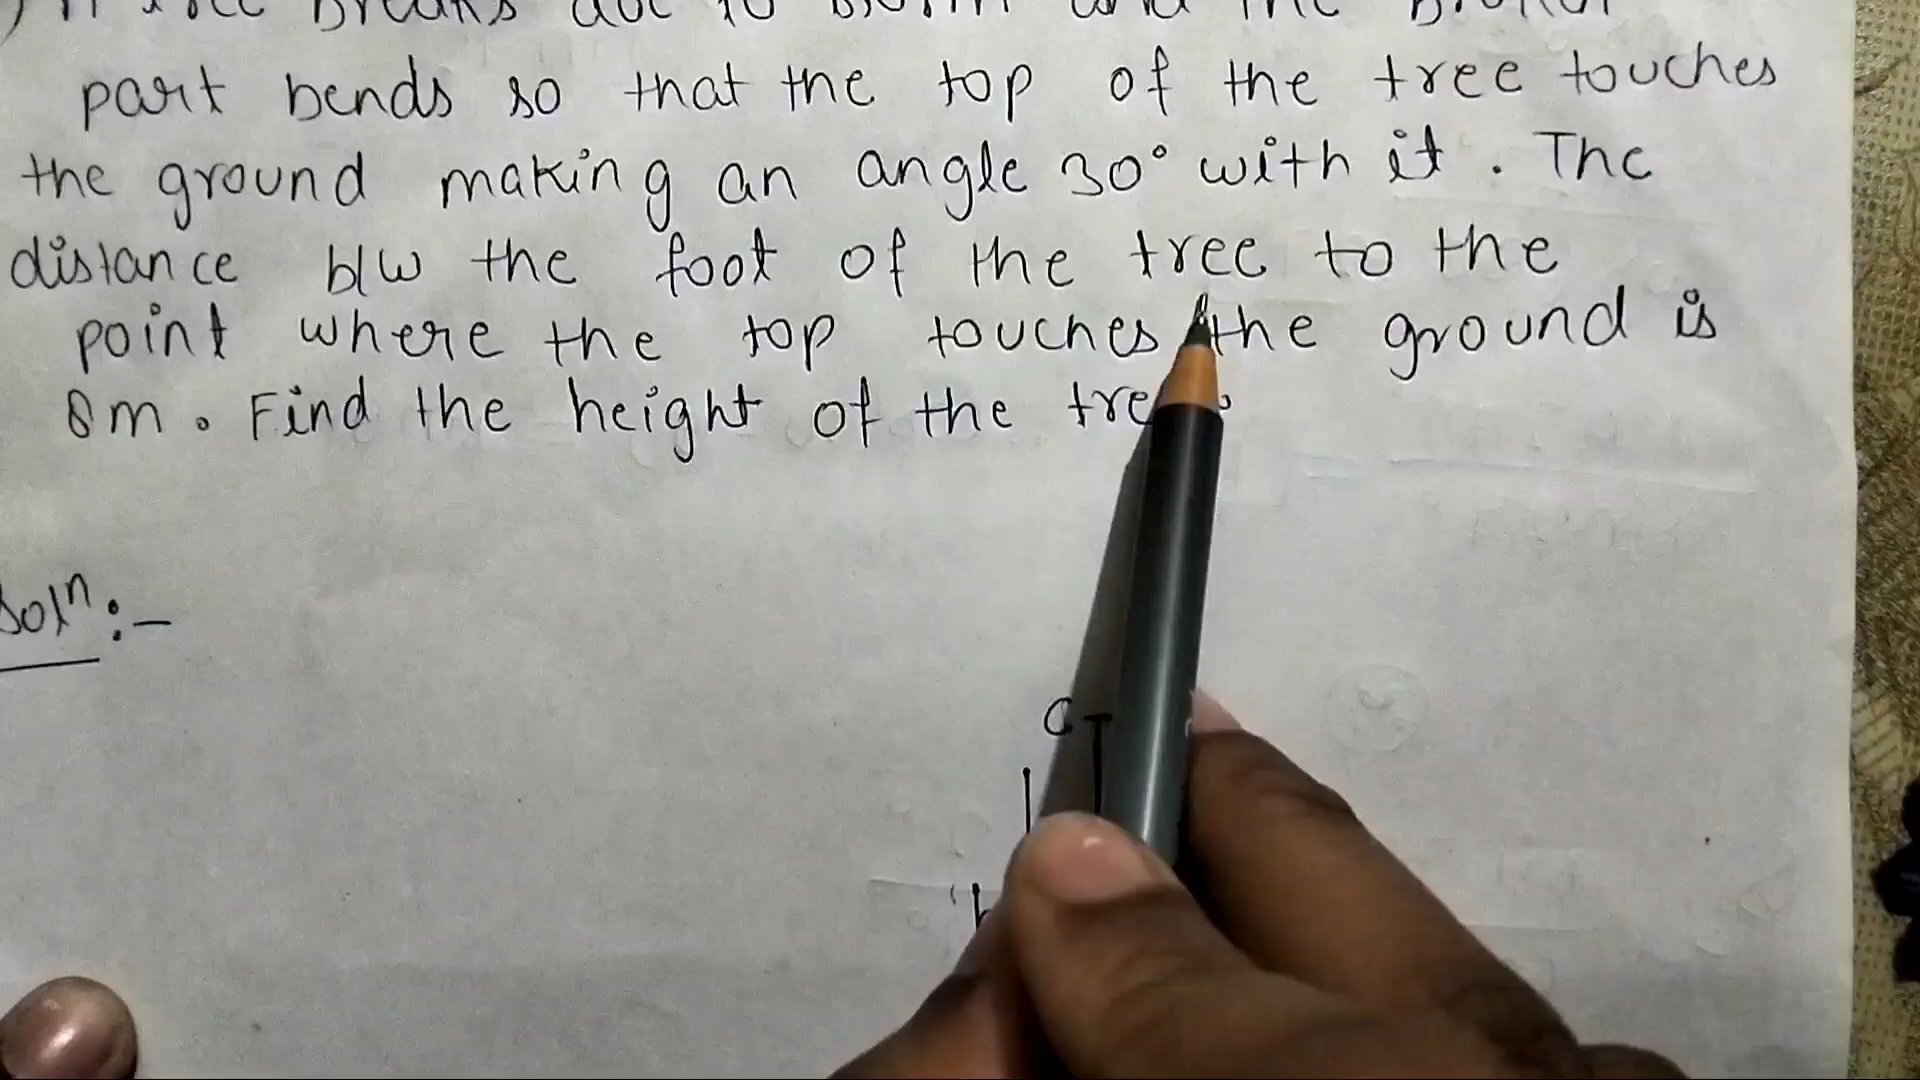 part bends so that the top of the tree touches
the ground making an angle 30° with it. The
distance b/w the foot of the tree to the
point where the top touches the ground is
8m. Find the height of the
Solⁿ:-
C
h